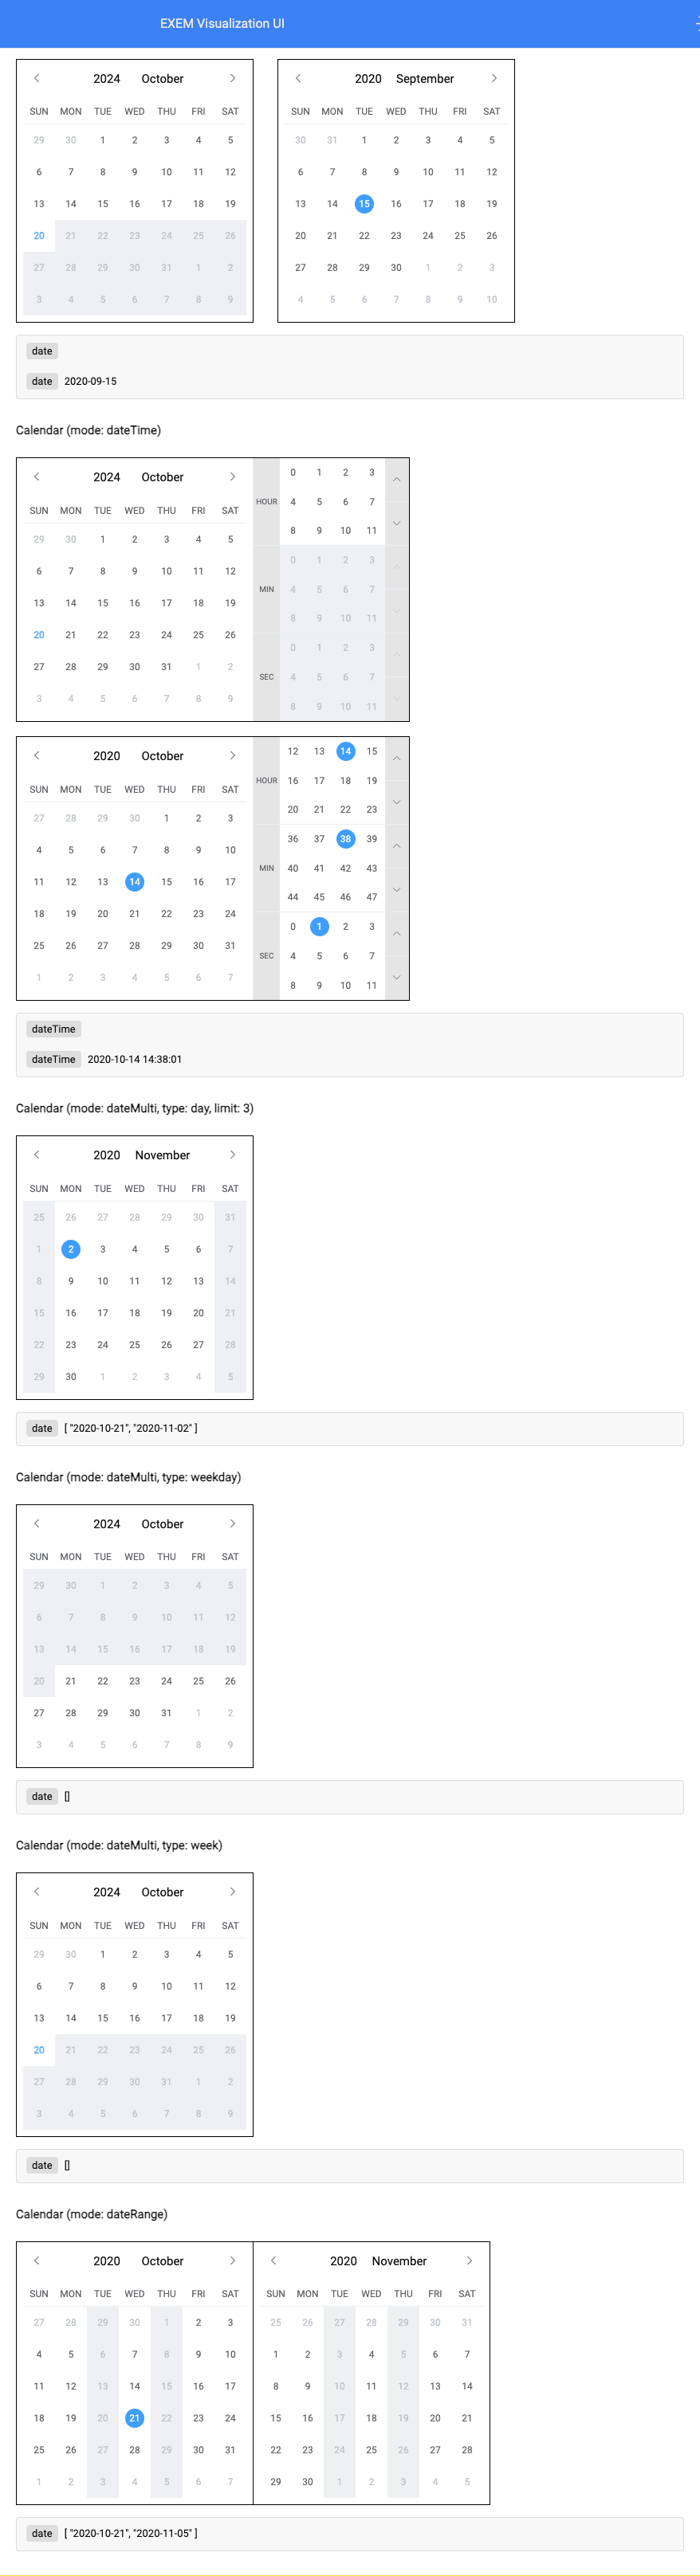 EXEM Visualization UI
2024 October
SUN MON TUE WED THU FRI SAT
29 30 1 2 3 4 5
6 7 8 9 10 11 12
13 14 15 16 17 18 19
20 21 22 23 24 25 26
27 28 29 30 31 1 2
3 4 5 6 7 8 9
2020 September
SUN MON TUE WED THU FRI SAT
30 31 1 2 3 4 5
6 7 8 9 10 11 12
13 14 15 16 17 18 19
20 21 22 23 24 25 26
27 28 29 30 1 2 3
4 5 6 7 8 9 10
date
date 2020-09-15
Calendar (mode: dateTime)
2024 October
SUN MON TUE WED THU FRI SAT
29 30 1 2 3 4 5
6 7 8 9 10 11 12
13 14 15 16 17 18 19
20 21 22 23 24 25 26
27 28 29 30 31 1 2
3 4 5 6 7 8 9
HOUR
0 1 2 3
4 5 6 7
8 9 10 11
MIN
0 1 2 3
4 5 6 7
8 9 10 11
SEC
0 1 2 3
4 5 6 7
8 9 10 11
2020 October
SUN MON TUE WED THU FRI SAT
27 28 29 30 1 2 3
4 5 6 7 8 9 10
11 12 13 14 15 16 17
18 19 20 21 22 23 24
25 26 27 28 29 30 31
1 2 3 4 5 6 7
HOUR
12 13 14 15
16 17 18 19
20 21 22 23
MIN
36 37 38 39
40 41 42 43
44 45 46 47
SEC
0 1 2 3
4 5 6 7
8 9 10 11
dateTime
dateTime 2020-10-14 14:38:01
Calendar (mode: dateMulti, type: day, limit: 3)
2020 November
SUN MON TUE WED THU FRI SAT
25 26 27 28 29 30 31
1 2 3 4 5 6 7
8 9 10 11 12 13 14
15 16 17 18 19 20 21
22 23 24 25 26 27 28
29 30 1 2 3 4 5
date [ "2020-10-21", "2020-11-02" ]
Calendar (mode: dateMulti, type: weekday)
2024 October
SUN MON TUE WED THU FRI SAT
29 30 1 2 3 4 5
6 7 8 9 10 11 12
13 14 15 16 17 18 19
20 21 22 23 24 25 26
27 28 29 30 31 1 2
3 4 5 6 7 8 9
date []
Calendar (mode: dateMulti, type: week)
2024 October
SUN MON TUE WED THU FRI SAT
29 30 1 2 3 4 5
6 7 8 9 10 11 12
13 14 15 16 17 18 19
20 21 22 23 24 25 26
27 28 29 30 31 1 2
3 4 5 6 7 8 9
date []
Calendar (mode: dateRange)
2020 October
SUN MON TUE WED THU FRI SAT
27 28 29 30 1 2 3
4 5 6 7 8 9 10
11 12 13 14 15 16 17
18 19 20 21 22 23 24
25 26 27 28 29 30 31
1 2 3 4 5 6 7
2020 November
SUN MON TUE WED THU FRI SAT
25 26 27 28 29 30 31
1 2 3 4 5 6 7
8 9 10 11 12 13 14
15 16 17 18 19 20 21
22 23 24 25 26 27 28
29 30 1 2 3 4 5
date [ "2020-10-21", "2020-11-05" ]